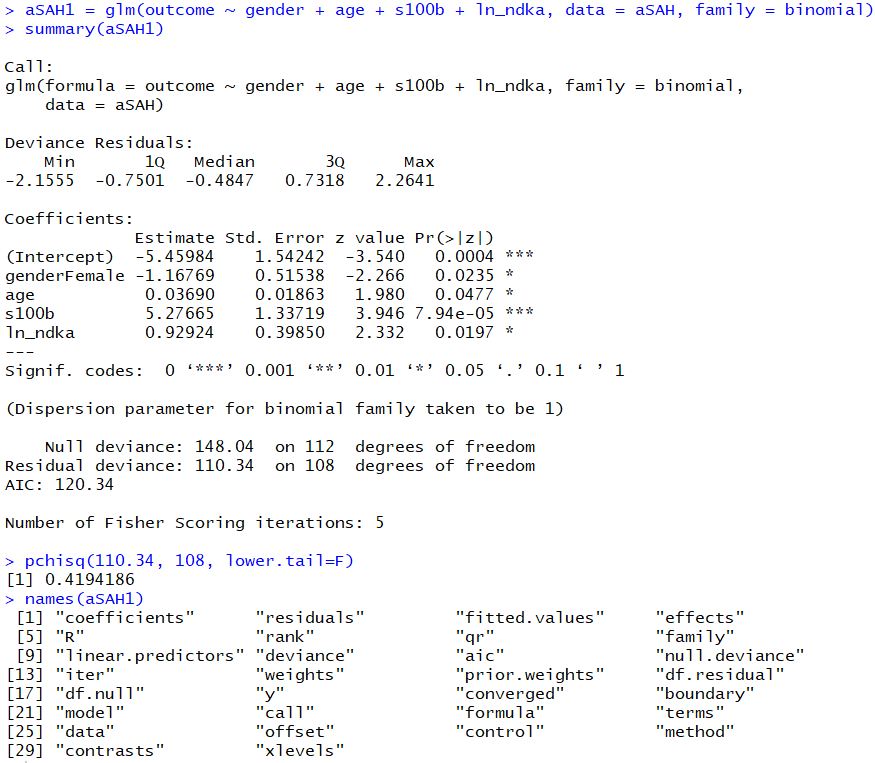 > aSAH1 = glm(outcome ~ gender + age + s100b + ln_ndka, data = aSAH, family = binomial)
> summary(aSAH1)

Call:
glm(formula = outcome ~ gender + age + s100b + ln_ndka, family = binomial,
    data = aSAH)

Deviance Residuals:
    Min       1Q   Median       3Q      Max
-2.1555  -0.7501  -0.4847   0.7318   2.2641

Coefficients:
             Estimate Std. Error z value Pr(>|z|)
(Intercept)  -5.45984    1.54242  -3.540   0.0004 ***
genderFemale -1.16769    0.51538  -2.266   0.0235 *
age           0.03690    0.01863   1.980   0.0477 *
s100b         5.27665    1.33719   3.946 7.94e-05 ***
ln_ndka       0.92924    0.39850   2.332   0.0197 *
---
Signif. codes:  0 ‘***’ 0.001 ‘**’ 0.01 ‘*’ 0.05 ‘.’ 0.1 ‘ ’ 1

(Dispersion parameter for binomial family taken to be 1)

    Null deviance: 148.04  on 112  degrees of freedom
Residual deviance: 110.34  on 108  degrees of freedom
AIC: 120.34

Number of Fisher Scoring iterations: 5

> pchisq(110.34, 108, lower.tail=F)
[1] 0.4194186
> names(aSAH1)
 [1] "coefficients"      "residuals"         "fitted.values"     "effects"
 [5] "R"                 "rank"              "qr"                "family"
 [9] "linear.predictors" "deviance"          "aic"               "null.deviance"
[13] "iter"              "weights"           "prior.weights"     "df.residual"
[17] "df.null"           "y"                 "converged"         "boundary"
[21] "model"             "call"              "formula"           "terms"
[25] "data"              "offset"            "control"           "method"
[29] "contrasts"         "xlevels"